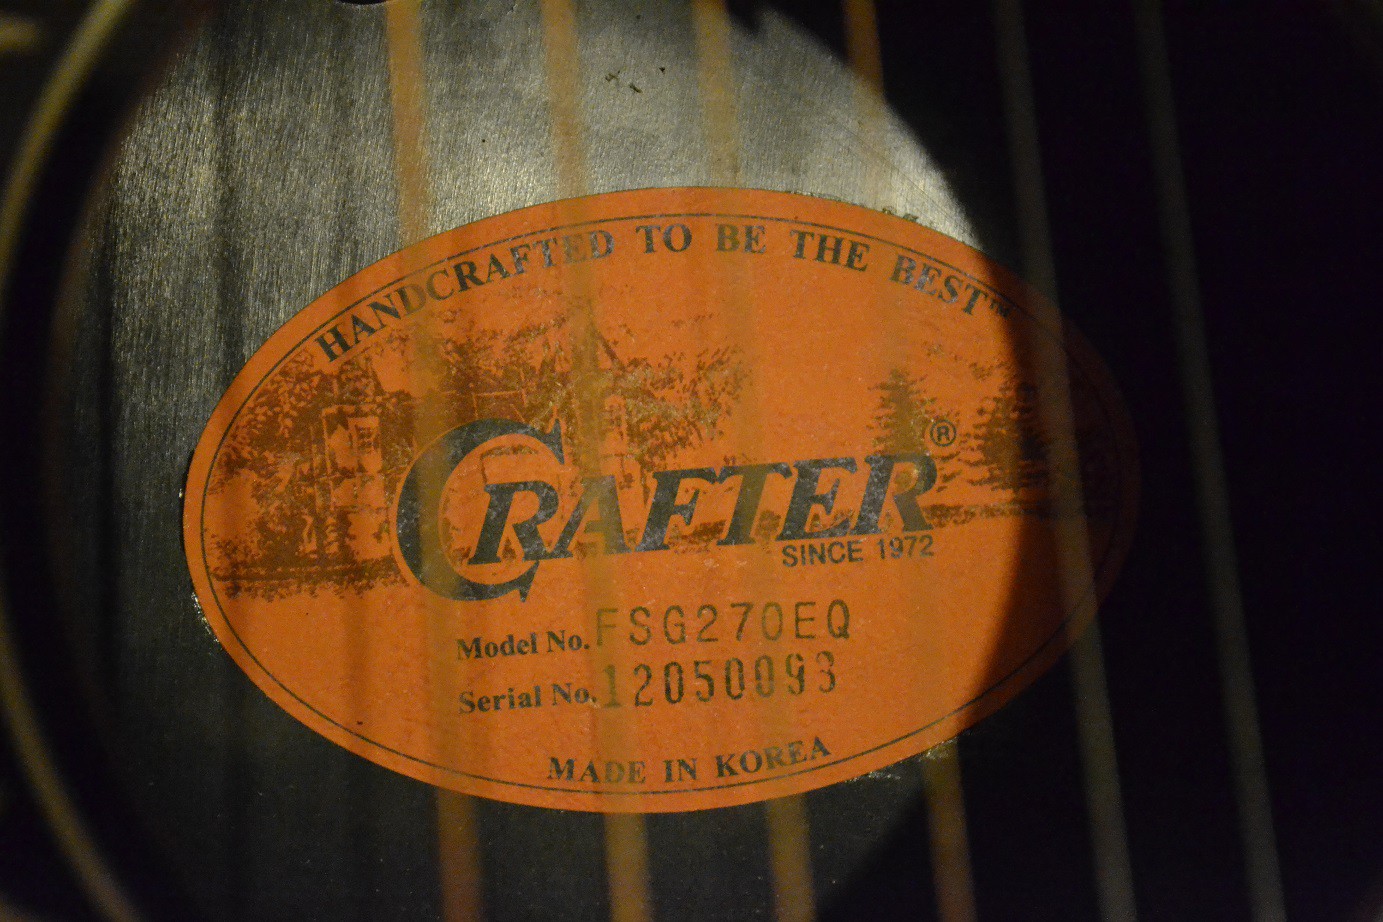 HANDCRAFTED TO BE THE BEST™
CRAFTER®
SINCE 1972
Model No. FSG270EQ
Serial No. 12050093
MADE IN KOREA